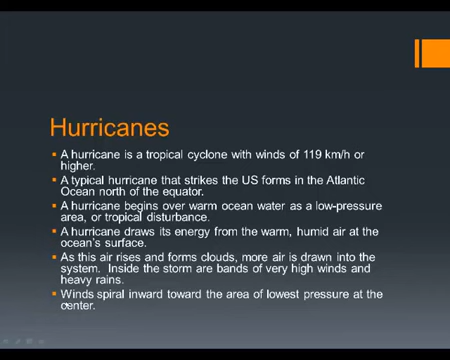 Hurricanes
A hurricane is a tropical cyclone with winds of 119 km/h or
higher.
A typical hurricane that strikes the US forms in the Atlantic
Ocean north of the equator.
A hurricane begins over warm ocean water as a low-pressure
area, or tropical disturbance.
A hurricane draws its energy from the warm, humid air at the
ocean's surface.
As this air rises and forms clouds, more air is drawn into the
system. Inside the storm are bands of very high winds and
heavy rains.
Winds spiral inward toward the area of lowest pressure at the
center.